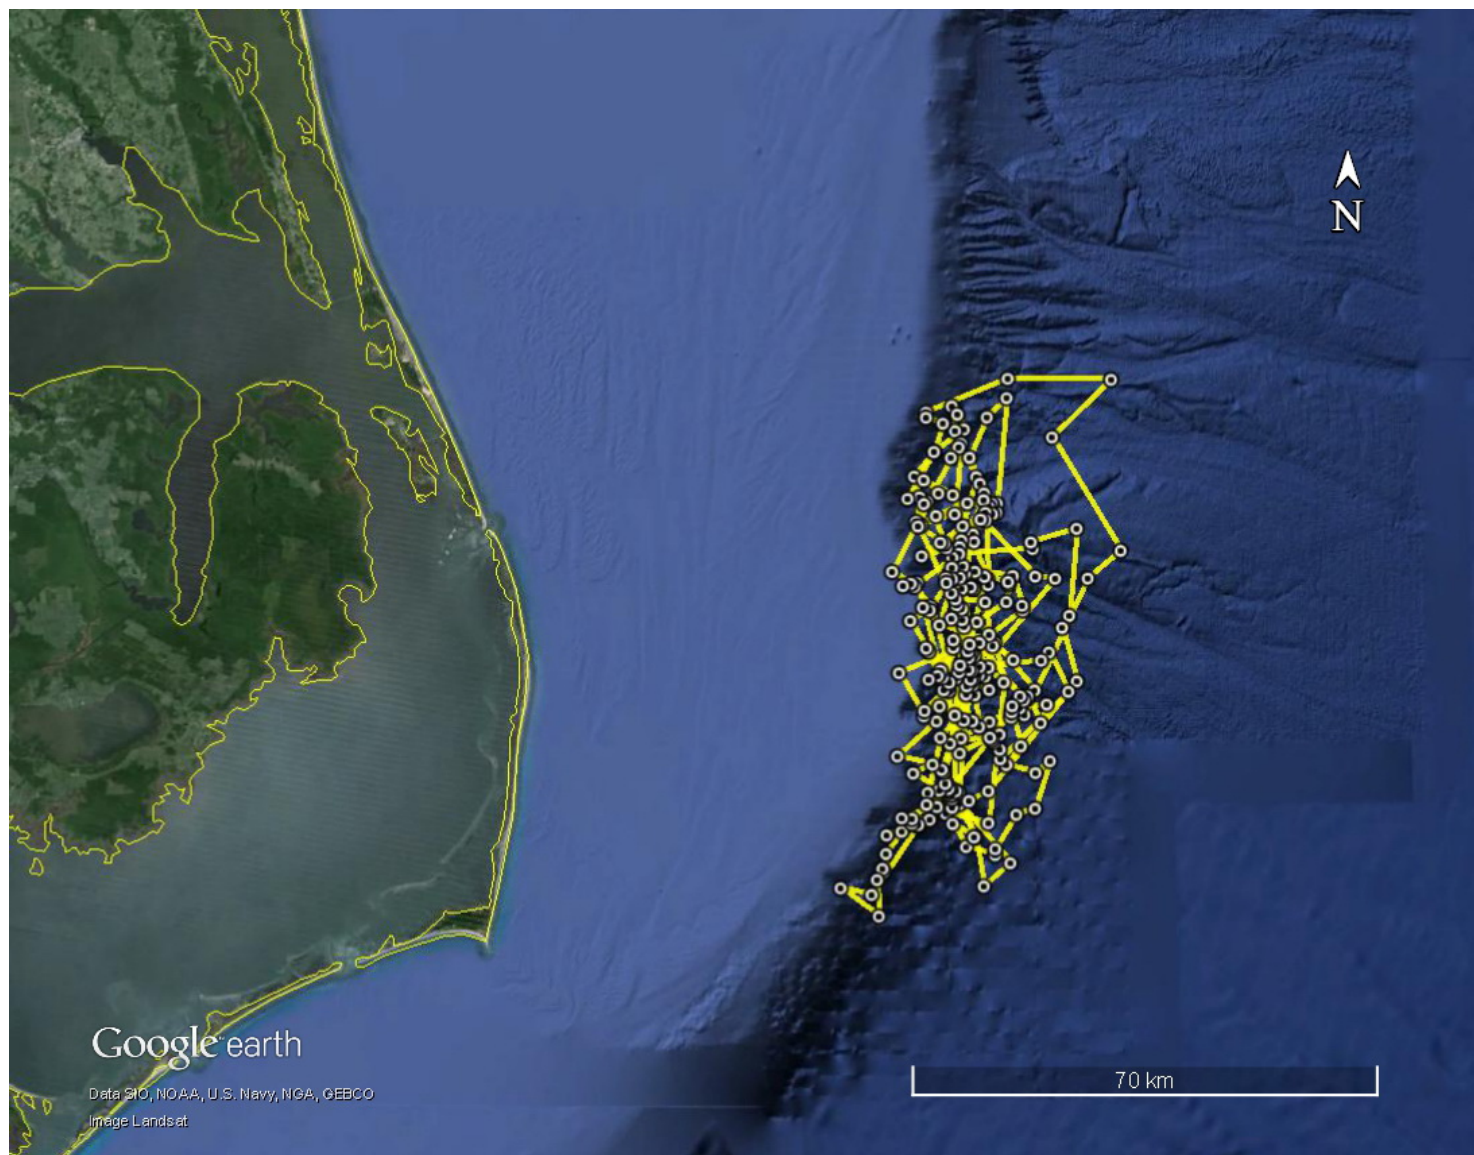 N
70 km
Google earth
Data SIO, NOAA, U.S. Navy, NGA, GEBCO
Image Landsat